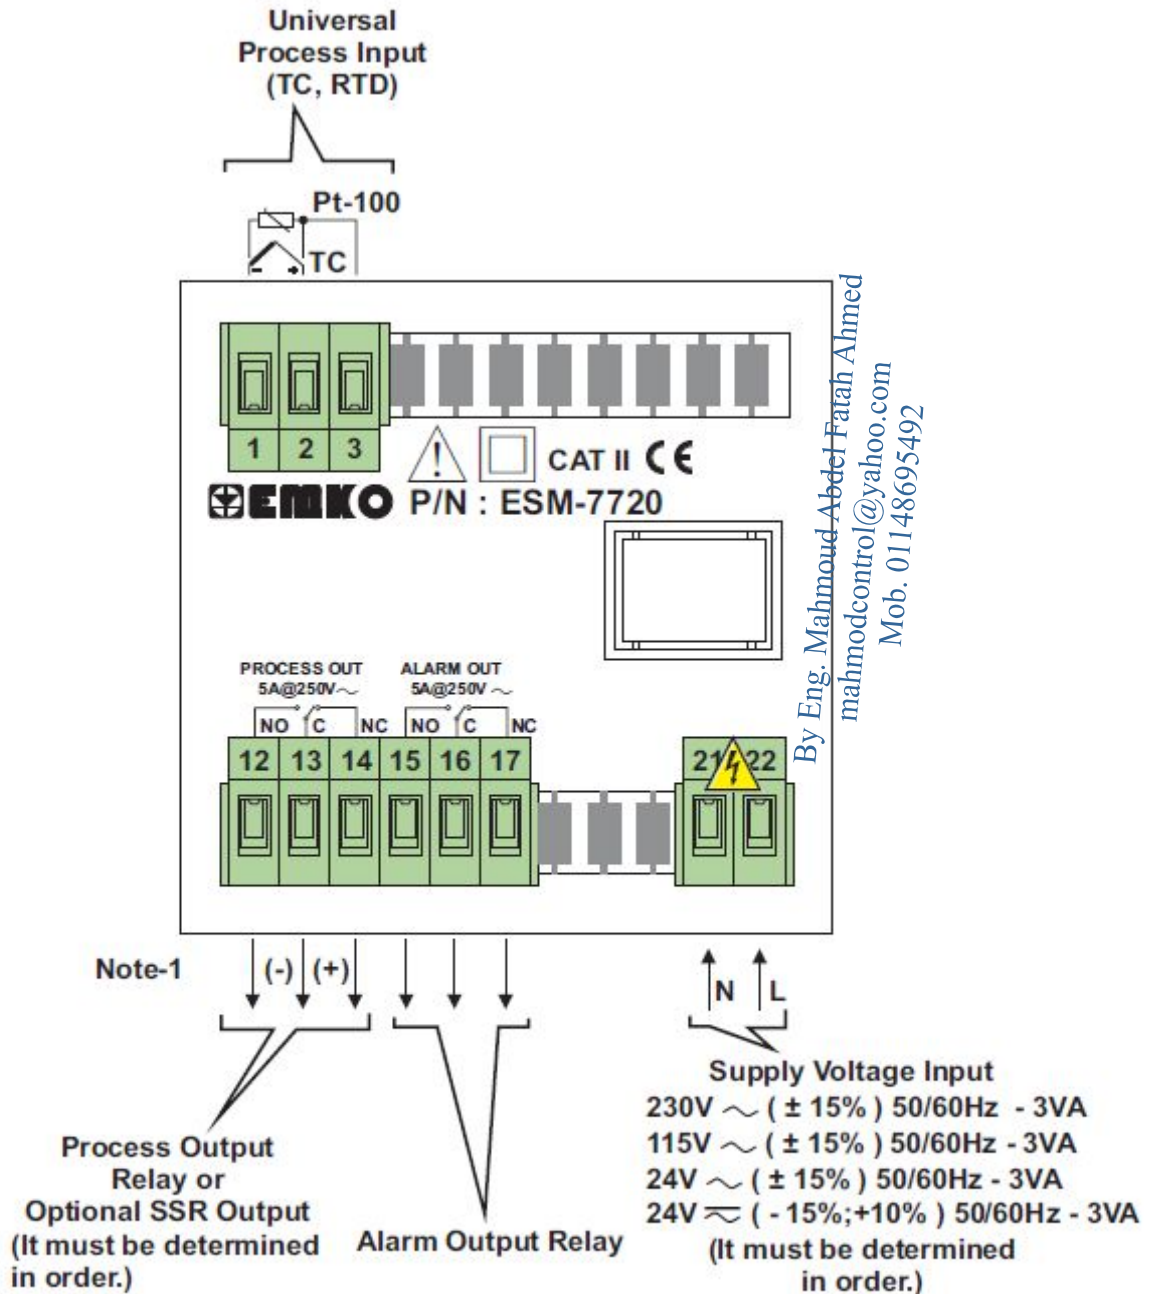 Universal
Process Input
(TC, RTD)
Pt-100
- + TC
1 2 3
CAT II CE
EMKO P/N : ESM-7720
PROCESS OUT
5A@250V~
ALARM OUT
5A@250V~
NO C NC NO C NC
12 13 14 15 16 17
21 22
Note-1 (-) (+)
N L
Process Output
Relay or
Optional SSR Output
(It must be determined
in order.)
Alarm Output Relay
Supply Voltage Input
230V ~ ( ± 15% ) 50/60Hz - 3VA
115V ~ ( ± 15% ) 50/60Hz - 3VA
24V ~ ( ± 15% ) 50/60Hz - 3VA
24V ⏦ ( - 15%;+10% ) 50/60Hz - 3VA
(It must be determined
in order.)
By Eng. Mahmoud Abdel Fatah Ahmed
mahmodcontrol@yahoo.com
Mob. 01148695492